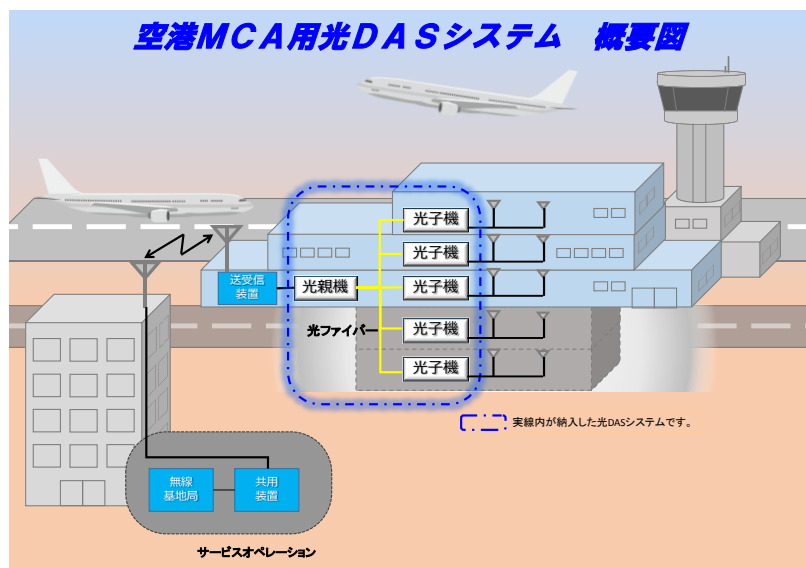 空港MCA用光DASシステム　概要図
光子機
光子機
送受信
装置
光親機
光子機
光ファイバー
光子機
光子機
実線内が納入した光DASシステムです。
無線
基地局
共用
装置
サービスオペレーション